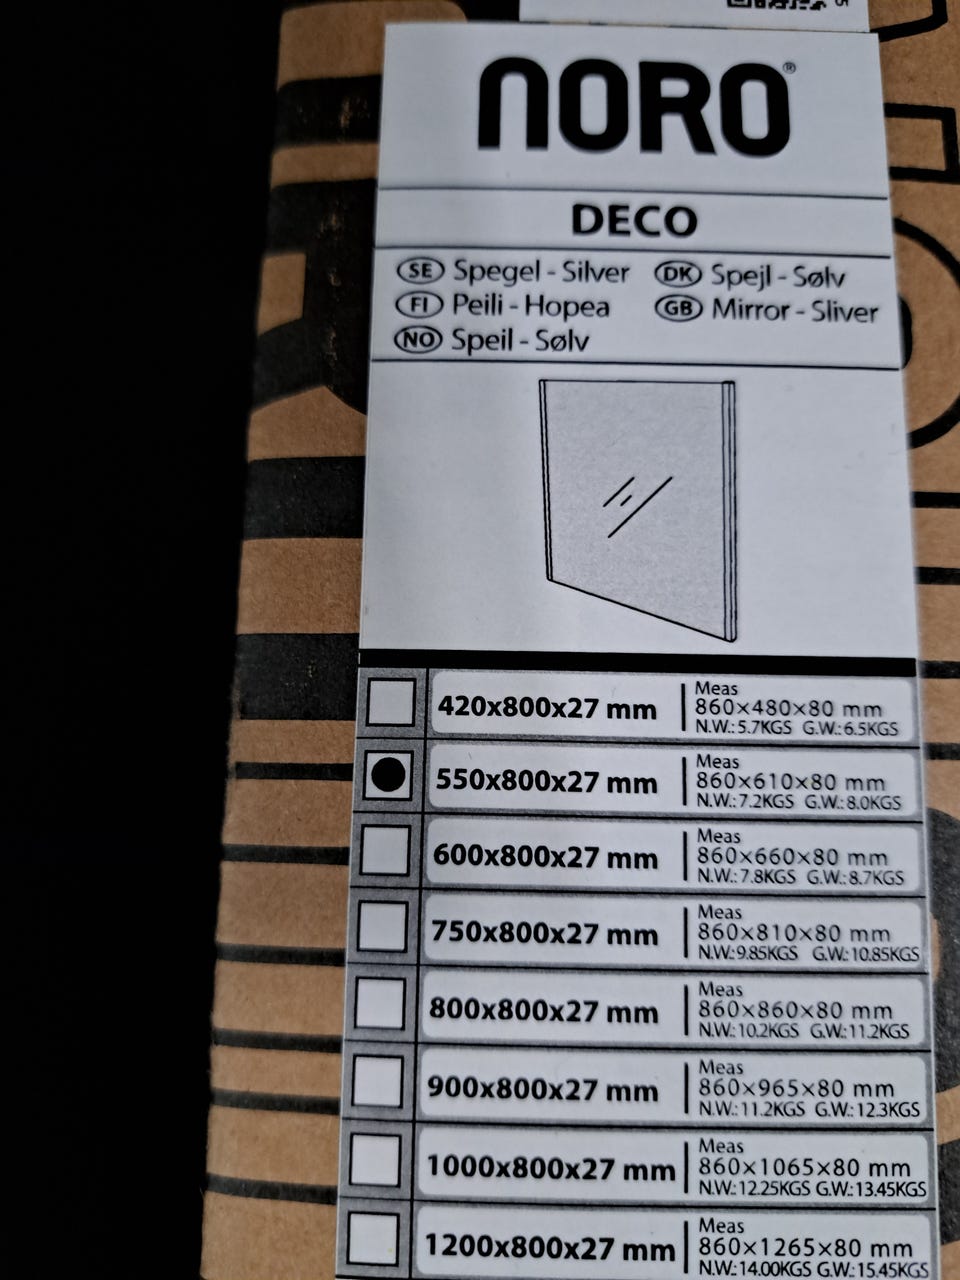 NORO®
DECO
SE Spegel - Silver DK Spejl - Sølv
FI Peili - Hopea GB Mirror - Sliver
NO Speil - Sølv
420x800x27 mm
Meas
860×480×80 mm
N.W.:5.7KGS G.W.:6.5KGS
550x800x27 mm
Meas
860×610×80 mm
N.W.:7.2KGS G.W.:8.0KGS
600x800x27 mm
Meas
860×660×80 mm
N.W.:7.8KGS G.W.:8.7KGS
750x800x27 mm
Meas
860×810×80 mm
N.W.:9.85KGS G.W.:10.85KGS
800x800x27 mm
Meas
860×860×80 mm
N.W.:10.2KGS G.W.:11.2KGS
900x800x27 mm
Meas
860×965×80 mm
N.W.:11.2KGS G.W.:12.3KGS
1000x800x27 mm
Meas
860×1065×80 mm
N.W.:12.25KGS G.W.:13.45KGS
1200x800x27 mm
Meas
860×1265×80 mm
N.W.:14.00KGS G.W.:15.45KGS